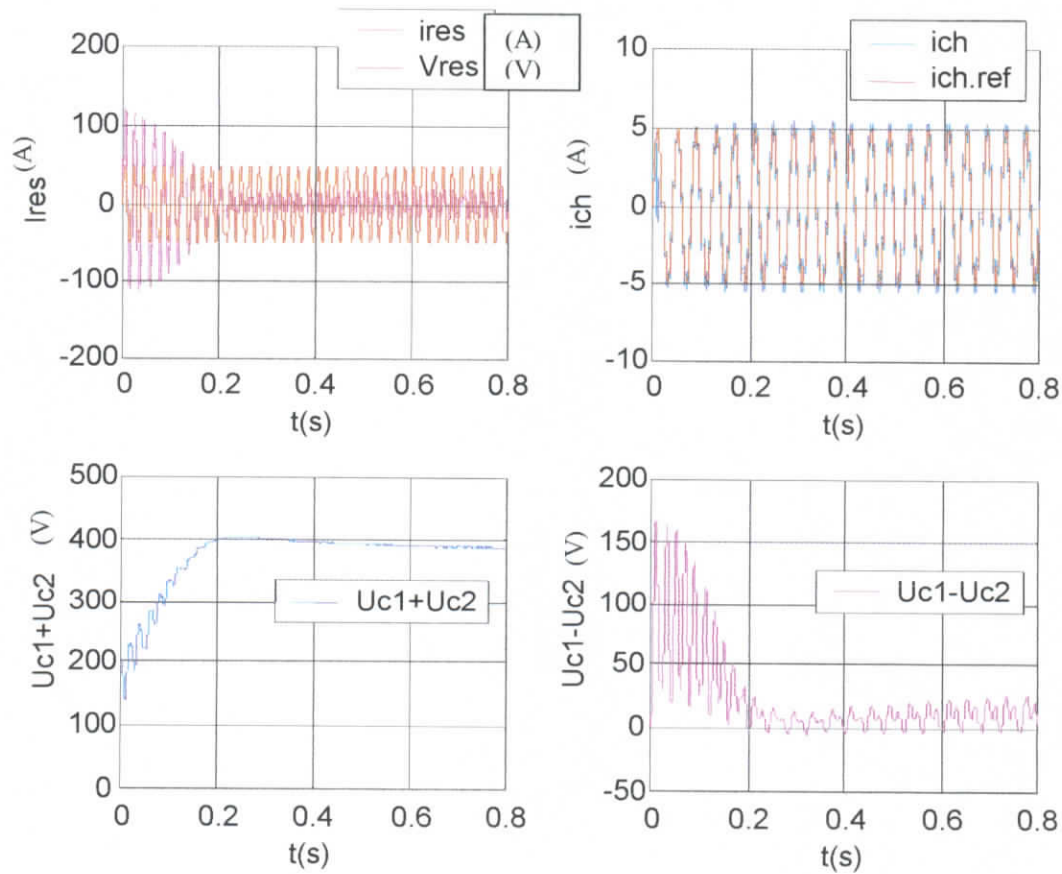 ires (A)
Vres (V)
200
100
0
-100
-200
Ires (A)
0 0.2 0.4 0.6 0.8
t(s)
ich
ich.ref
10
5
0
-5
-10
ich (A)
0 0.2 0.4 0.6 0.8
t(s)
500
400
300
200
100
0
Uc1+Uc2 (V)
Uc1+Uc2
0 0.2 0.4 0.6 0.8
t(s)
200
150
100
50
0
-50
Uc1-Uc2 (V)
Uc1-Uc2
0 0.2 0.4 0.6 0.8
t(s)